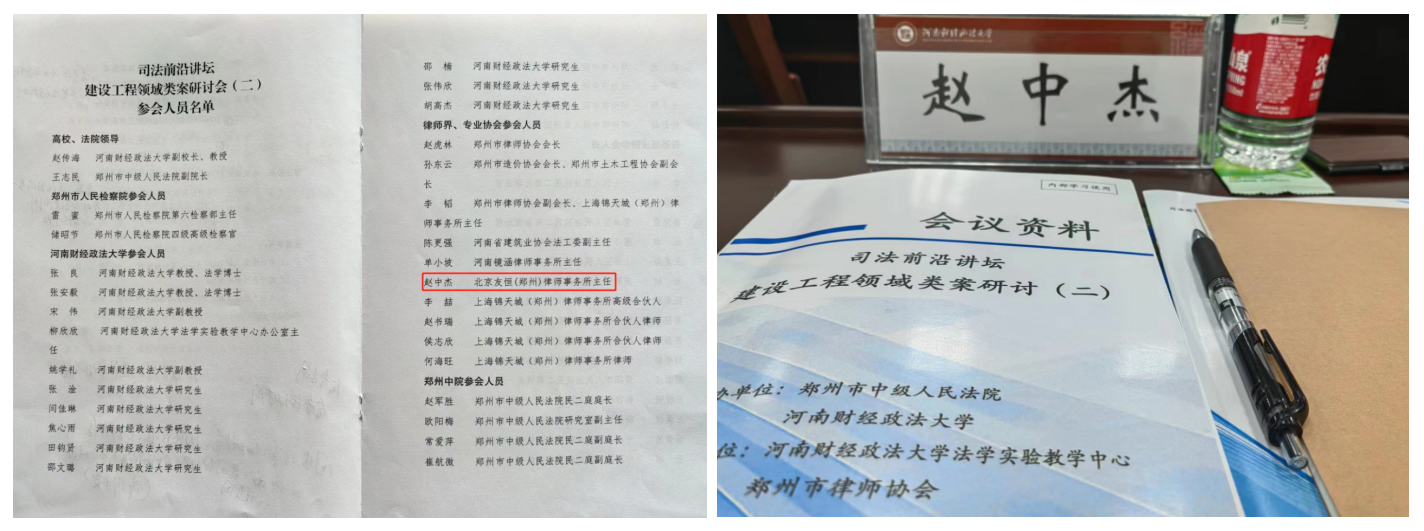 司法前沿讲坛
建设工程领域类案研讨会（二）
参会人员名单
高校、法院领导
赵传海 河南财经政法大学副校长、教授
王志民 郑州市中级人民法院副院长
郑州市人民检察院参会人员
雷蜜 郑州市人民检察院第六检察部主任
储昭节 郑州市人民检察院四级高级检察官
河南财经政法大学参会人员
张良 河南财经政法大学教授、法学博士
张安毅 河南财经政法大学教授、法学博士
宋伟 河南财经政法大学副教授
柳欣欣 河南财经政法大学法学实验教学中心办公室主
任
姚学礼 河南财经政法大学副教授
张淦 河南财经政法大学研究生
闫佳琳 河南财经政法大学研究生
焦心雨 河南财经政法大学研究生
田钧贤 河南财经政法大学研究生
邵文璐 河南财经政法大学研究生
邵楠 河南财经政法大学研究生
张伟欣 河南财经政法大学研究生
胡高杰 河南财经政法大学研究生
律师界、专业协会参会人员
赵虎林 郑州市律师协会会长
孙东云 郑州市造价协会会长、郑州市土木工程协会副会
长
李韬 郑州市律师协会副会长、上海锦天城（郑州）律
师事务所主任
陈更强 河南省建筑业协会法工委副主任
单小坡 河南镜涵律师事务所主任
赵中杰 北京友恒(郑州)律师事务所主任
李喆 上海锦天城（郑州）律师事务所高级合伙人
赵书瑞 上海锦天城（郑州）律师事务所合伙人律师
侯志欣 上海锦天城（郑州）律师事务所合伙人律师
何海旺 上海锦天城（郑州）律师事务所律师
郑州中院参会人员
赵军胜 郑州市中级人民法院民二庭庭长
欧阳梅 郑州市中级人民法院研究室副主任
常爱萍 郑州市中级人民法院民二庭副庭长
崔航微 郑州市中级人民法院民二庭副庭长
河南财经政法大学
赵中杰
内部学习使用
会议资料
司法前沿讲坛
建设工程领域类案研讨（二）
办单位：郑州市中级人民法院
河南财经政法大学
位：河南财经政法大学法学实验教学中心
郑州市律师协会